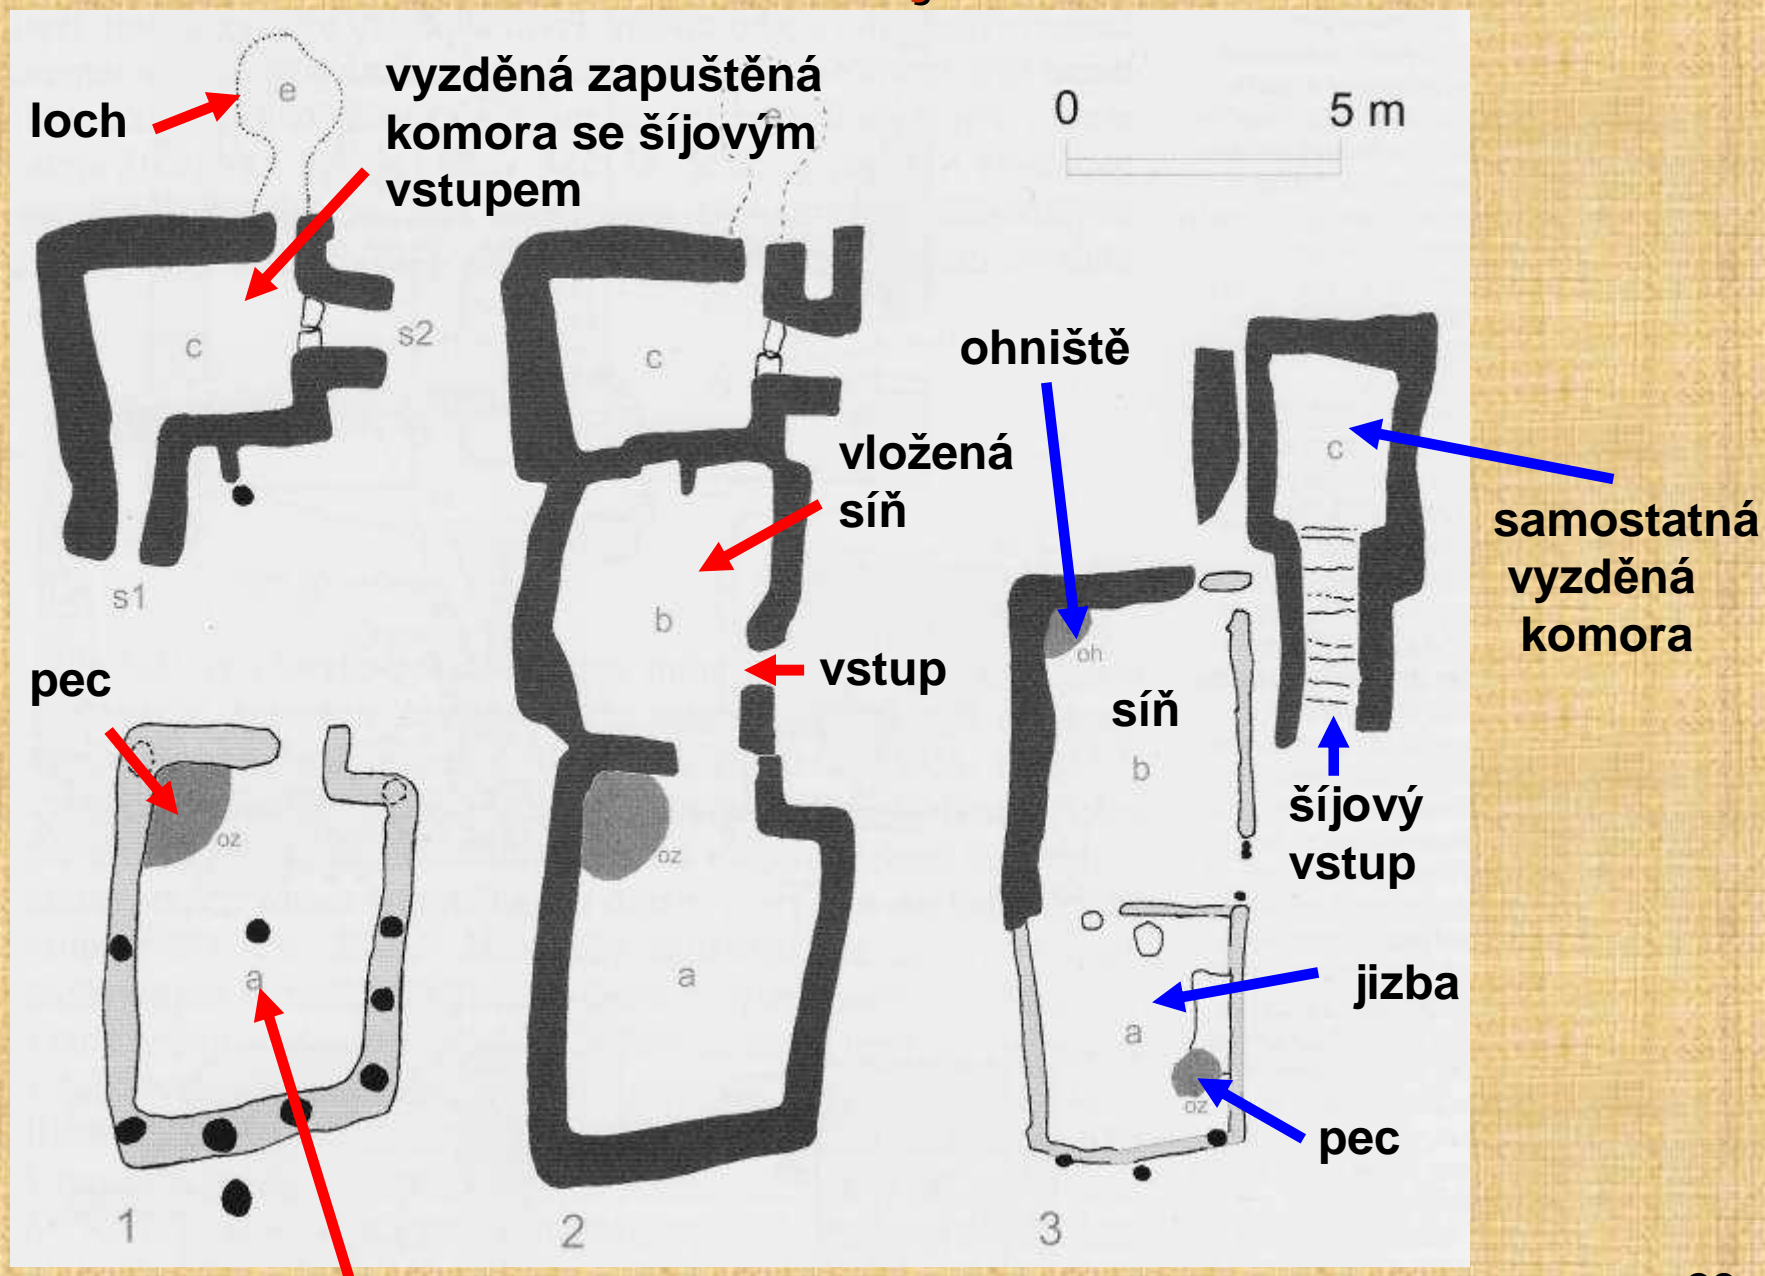 loch
e
vyzděná zapuštěná
komora se šíjovým
vstupem
e
0 5 m
c
s2
c
ohniště
c
vložená
síň
samostatná
vyzděná
komora
s1
b
oh
vstup
pec
síň
b
šíjový
vstup
oz
oz
a
a
jizba
a
oz
pec
1
2
3